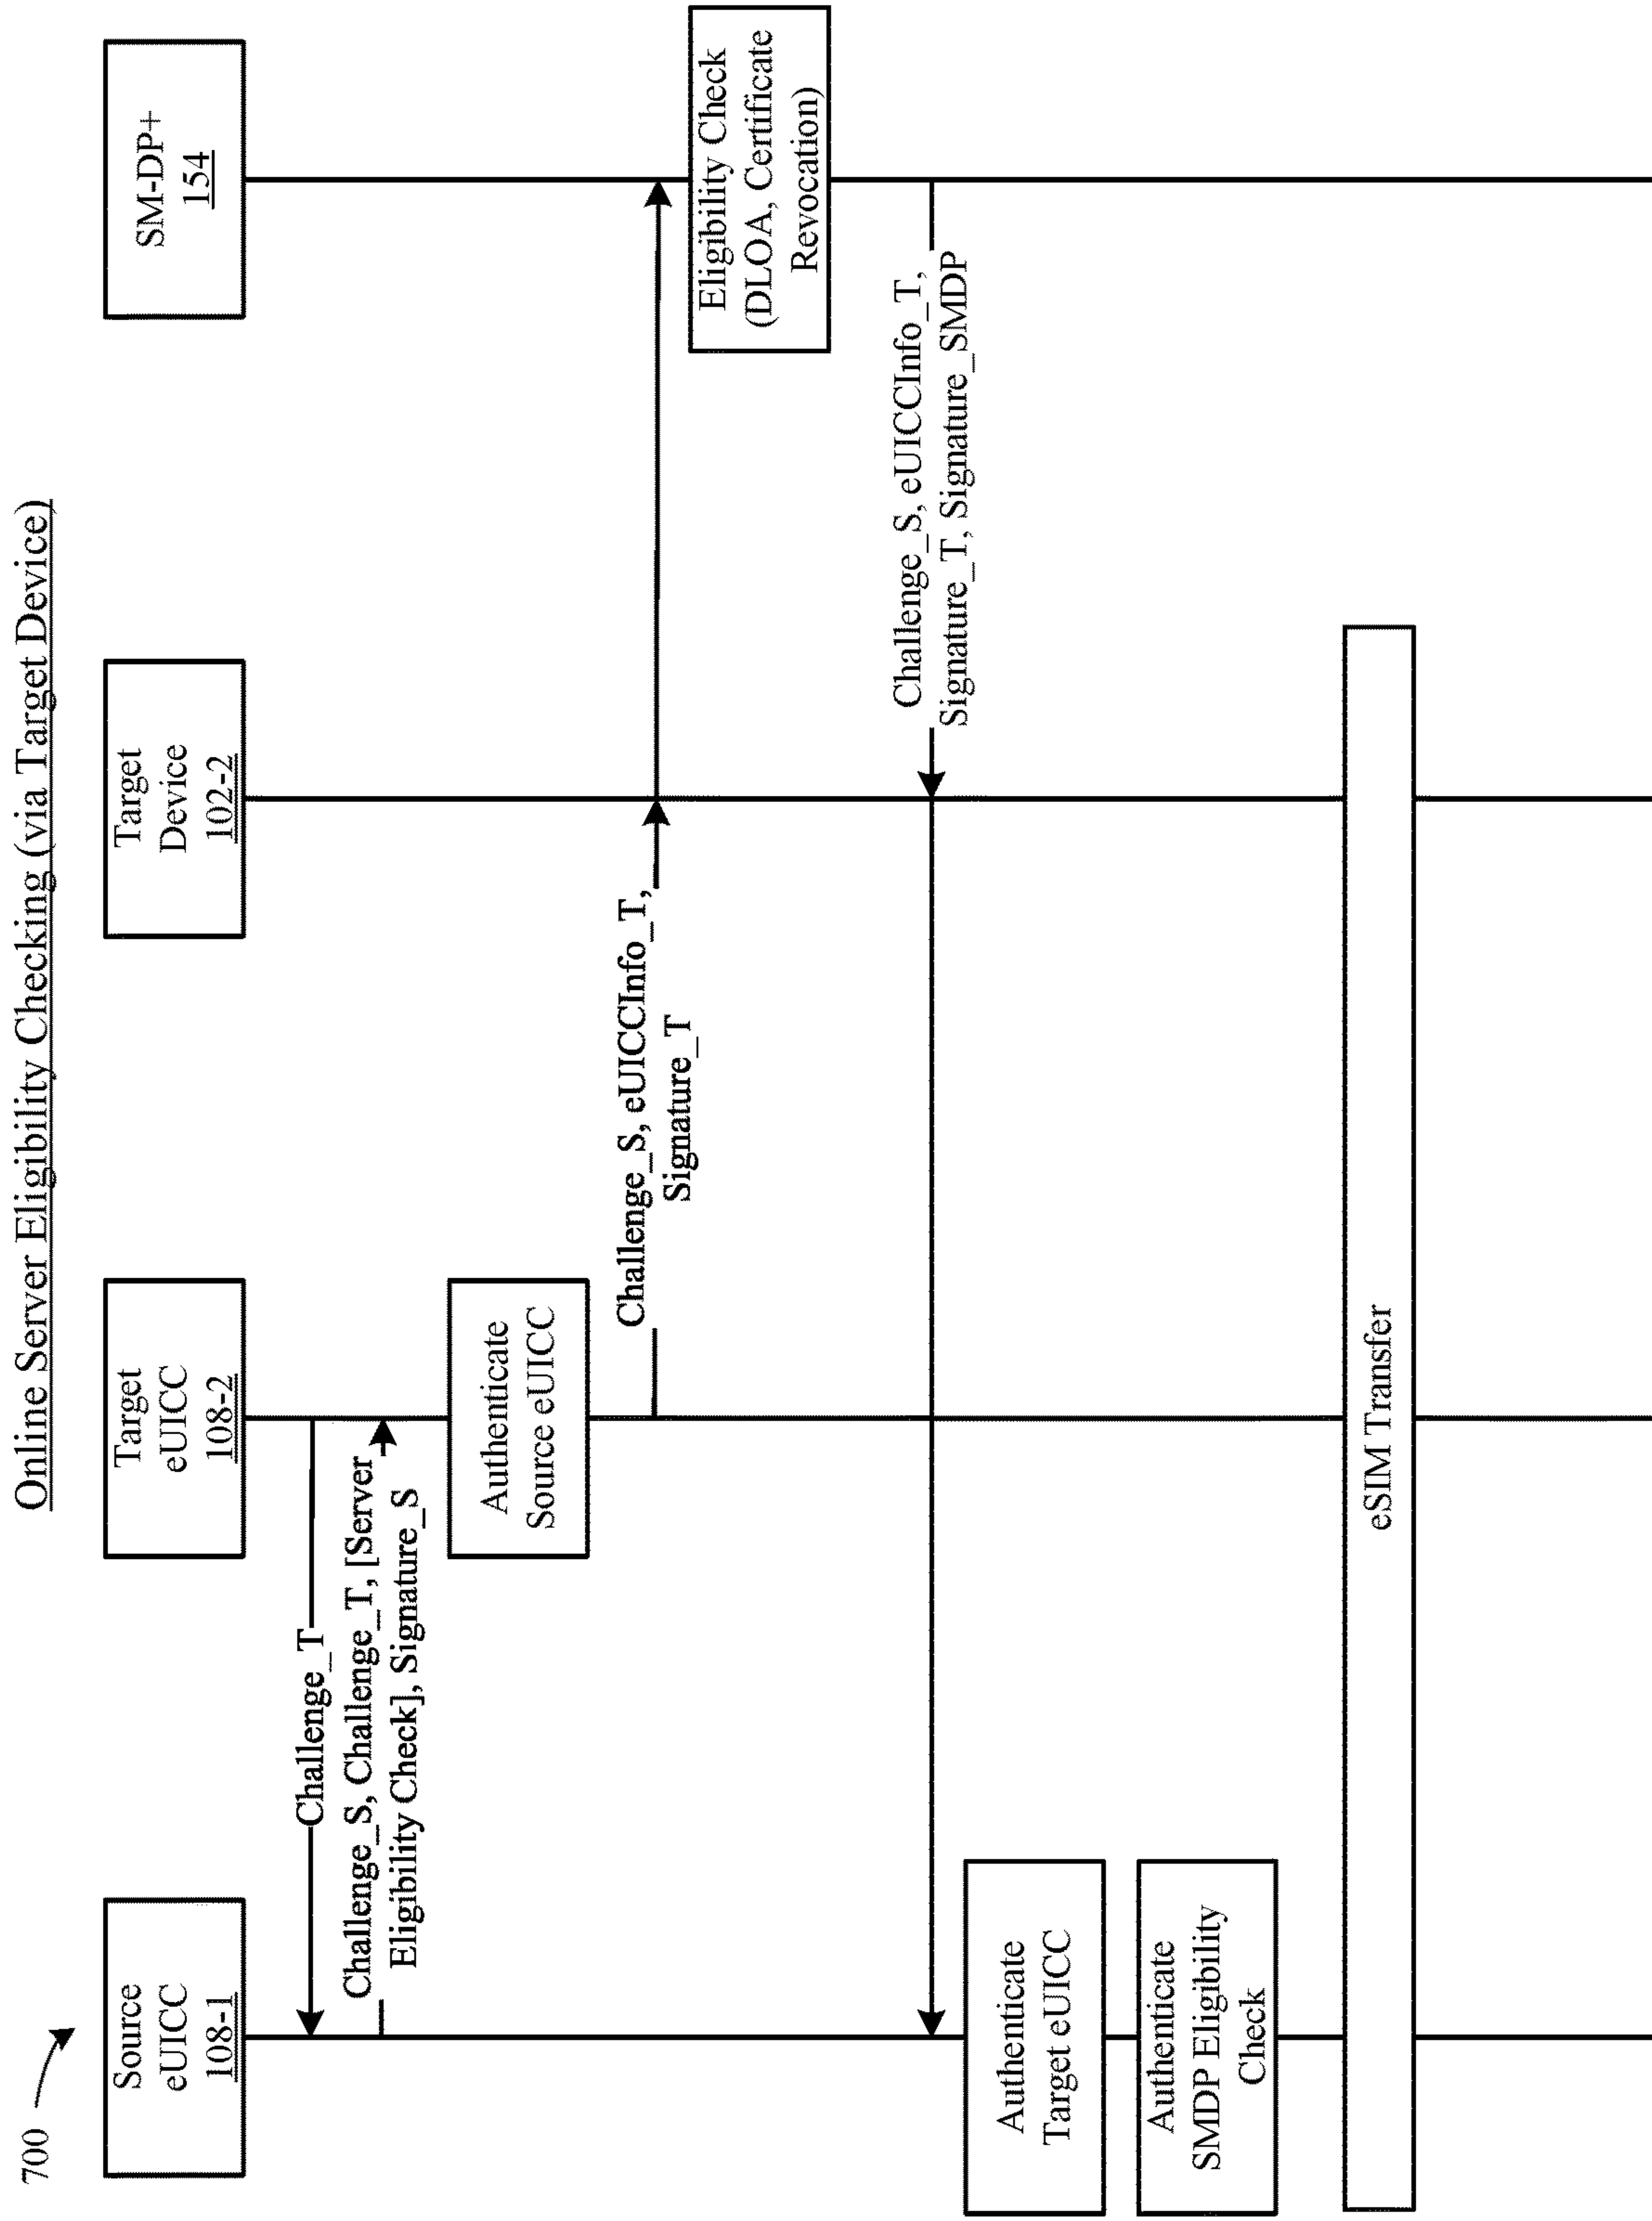 Online Server Eligibility Checking (via Target Device)
700
Source
eUICC
108-1
Target
eUICC
108-2
Target
Device
102-2
SM-DP+
154
Challenge_T
Challenge_S, Challenge_T, [Server
Eligibility Check], Signature_S
Authenticate
Source eUICC
Challenge_S, eUICCInfo_T,
Signature_T
Eligibility Check
(DLOA, Certificate
Revocation)
Challenge_S, eUICCInfo_T,
Signature_T, Signature_SMDP
Authenticate
Target eUICC
Authenticate
SMDP Eligibility
Check
eSIM Transfer